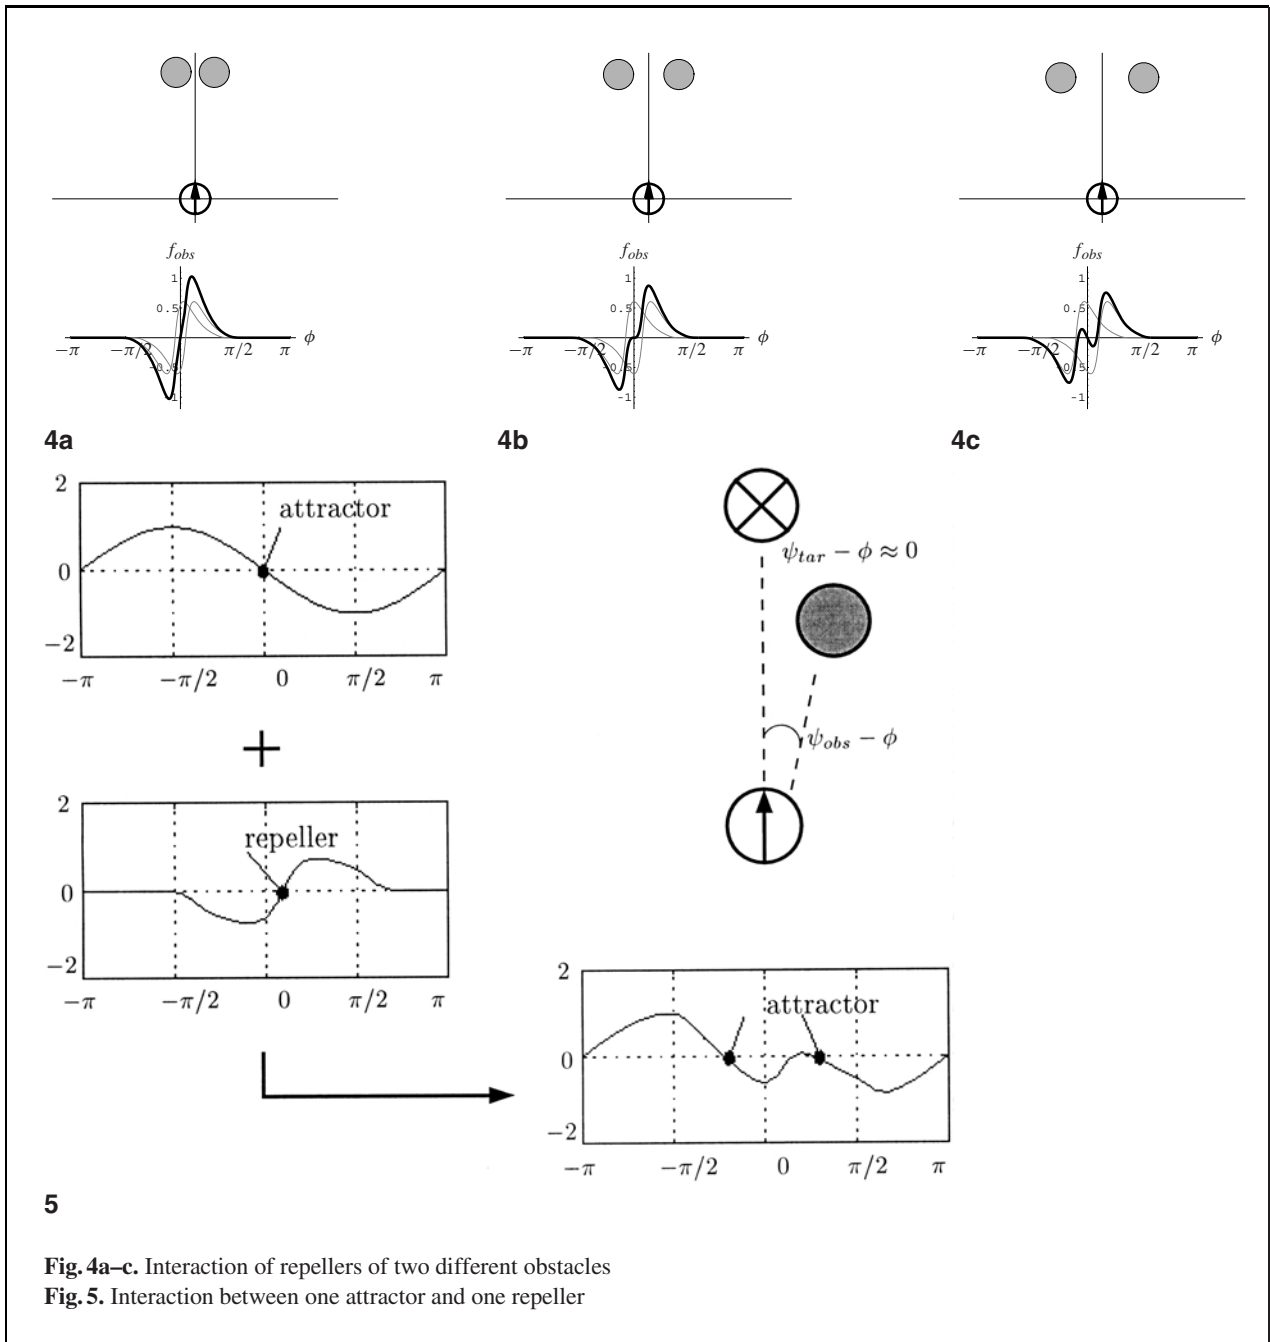 f_obs
1
0.5
−π −π/2 π/2 π ϕ
-0.5
-1
f_obs
1
0.5
−π −π/2 π/2 π ϕ
-0.5
-1
f_obs
1
0.5
−π −π/2 π/2 π ϕ
-0.5
-1
4a
4b
4c
2
attractor
0
−2
−π −π/2 0 π/2 π
+
2
repeller
0
−2
−π −π/2 0 π/2 π
ψ_tar − ϕ ≈ 0
ψ_obs − ϕ
2
attractor
0
−2
−π −π/2 0 π/2 π
5
Fig. 4a–c. Interaction of repellers of two different obstacles
Fig. 5. Interaction between one attractor and one repeller